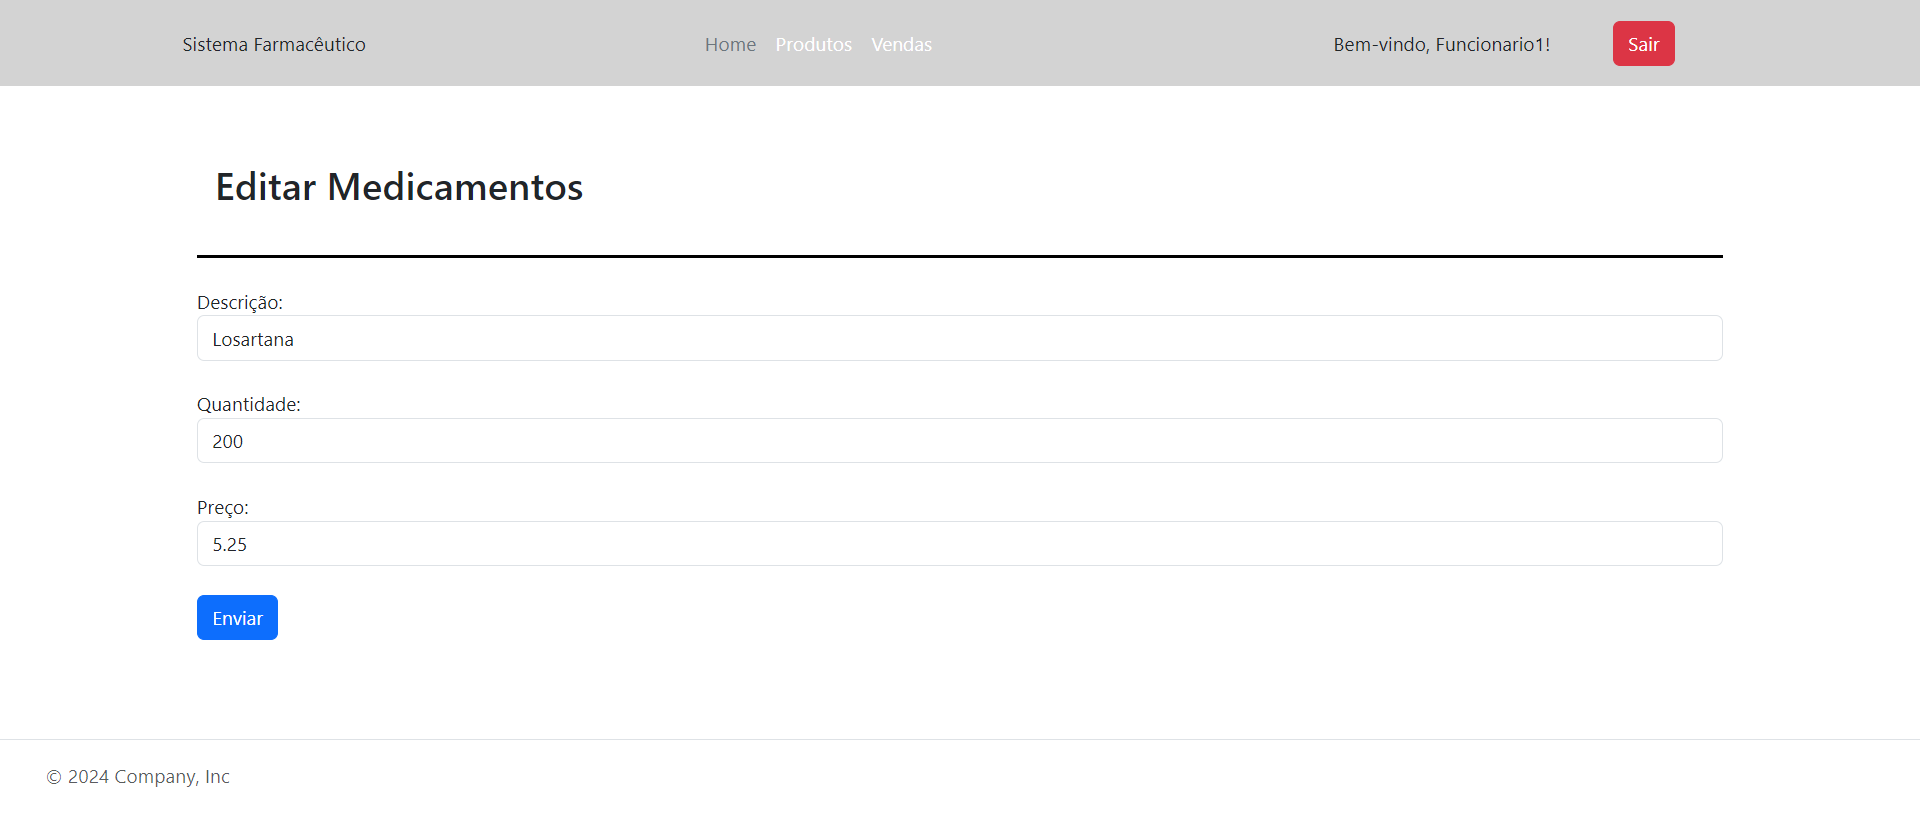 Sistema Farmacêutico Home Produtos Vendas Bem-vindo, Funcionario1! Sair
Editar Medicamentos
Descrição:
Losartana
Quantidade:
200
Preço:
5.25
Enviar
© 2024 Company, Inc